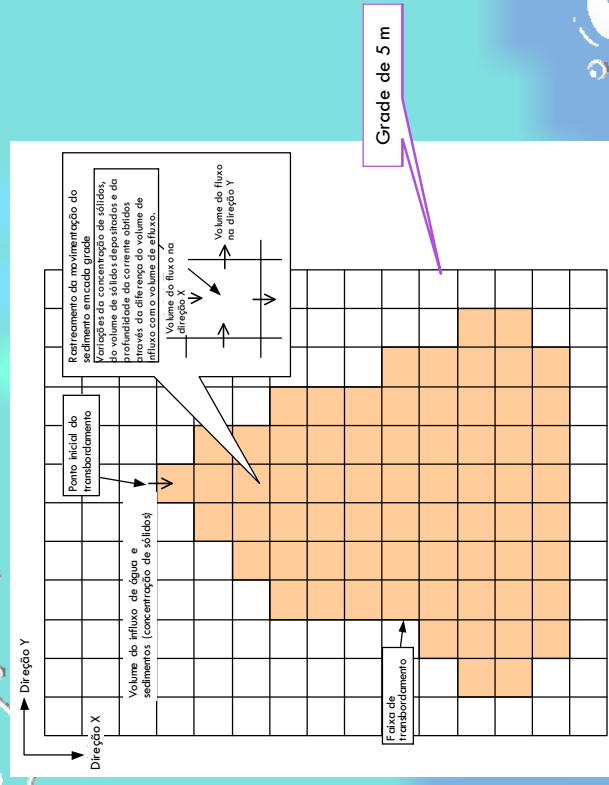 Direção Y
Direção X
Ponto inicial do
transbordamento
Volume do influxo de água e
sedimentos (concentração de sólidos)
Rastreamento da movimentação do
sedimento em cada grade
Variações da concentração de sólidos,
do volume de sólidos depositados e da
profundidade da corrente obtidos
através da diferença do volume de
influxo com o volume de efluxo.
Volume do fluxo na
direção X
Volume do fluxo
na direção Y
Faixa de
transbordamento
Grade de 5 m